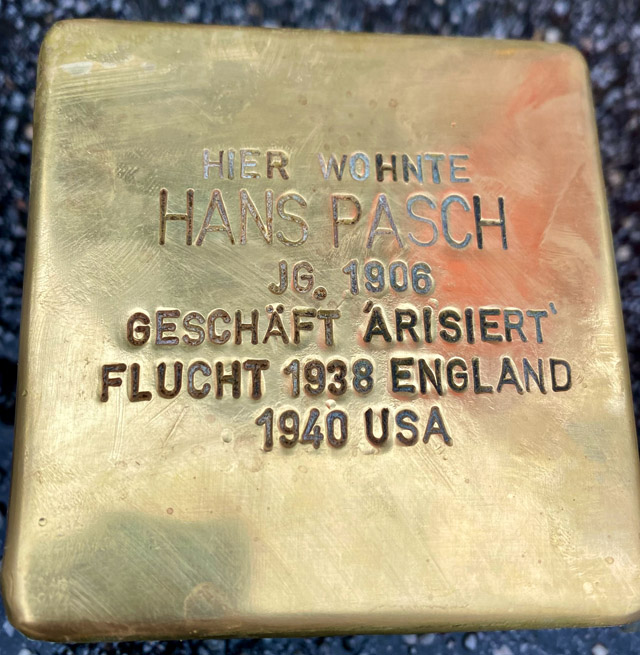 HIER WOHNTE
HANS PASCH
JG. 1906
GESCHÄFT 'ARISIERT'
FLUCHT 1938 ENGLAND
1940 USA